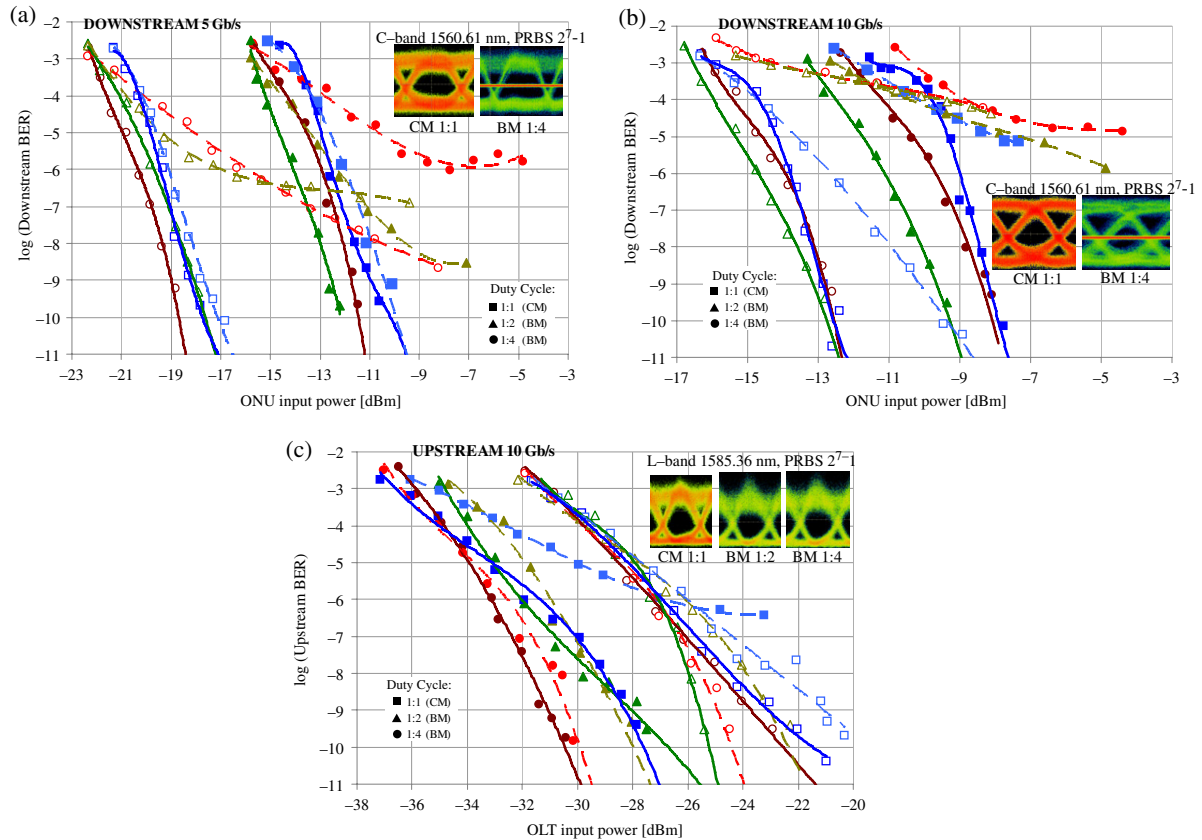 (a)
DOWNSTREAM 5 Gb/s
C–band 1560.61 nm, PRBS 2⁷-1
CM 1:1
BM 1:4
log (Downstream BER)
–2
–3
–4
–5
–6
–7
–8
–9
–10
–11
Duty Cycle:
1:1 (CM)
1:2 (BM)
1:4 (BM)
–23
–21
–19
–17
–15
–13
–11
–9
–7
–5
–3
ONU input power [dBm]
(b)
DOWNSTREAM 10 Gb/s
C–band 1560.61 nm, PRBS 2⁷-1
CM 1:1
BM 1:4
log (Downstream BER)
–2
–3
–4
–5
–6
–7
–8
–9
–10
–11
Duty Cycle:
1:1 (CM)
1:2 (BM)
1:4 (BM)
–17
–15
–13
–11
–9
–7
–5
–3
ONU input power [dBm]
(c)
UPSTREAM 10 Gb/s
L–band 1585.36 nm, PRBS 2⁷–1
CM 1:1
BM 1:2
BM 1:4
log (Upstream BER)
–2
–3
–4
–5
–6
–7
–8
–9
–10
–11
Duty Cycle:
1:1 (CM)
1:2 (BM)
1:4 (BM)
–38
–36
–34
–32
–30
–28
–26
–24
–22
–20
OLT input power [dBm]